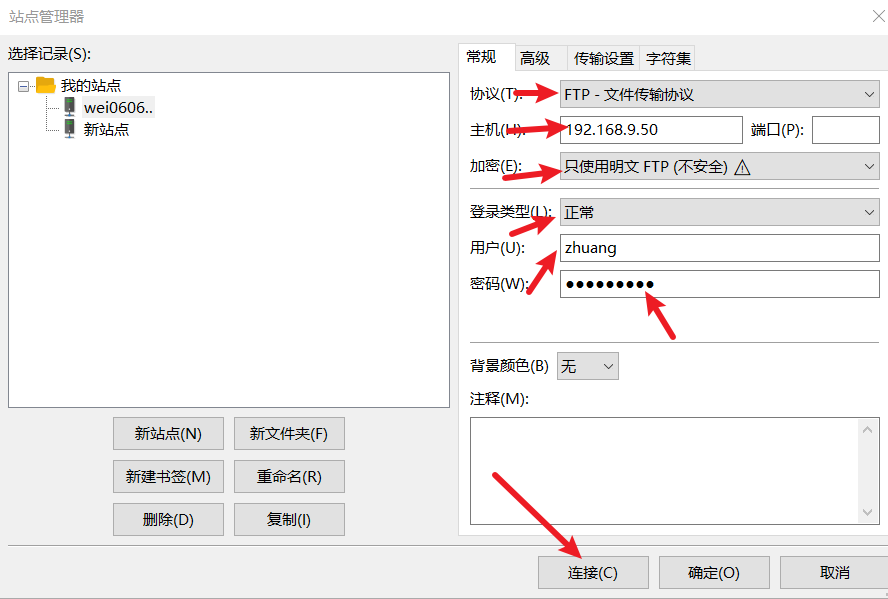 站点管理器
选择记录(S):
我的站点
wei0606..
新站点
新站点(N)
新文件夹(F)
新建书签(M)
重命名(R)
删除(D)
复制(I)
常规
高级
传输设置
字符集
协议(T):
FTP - 文件传输协议
主机(H):
192.168.9.50
端口(P):
加密(E):
只使用明文 FTP (不安全)
登录类型(L):
正常
用户(U):
zhuang
密码(W):
●●●●●●●●●
背景颜色(B)
无
注释(M):
连接(C)
确定(O)
取消